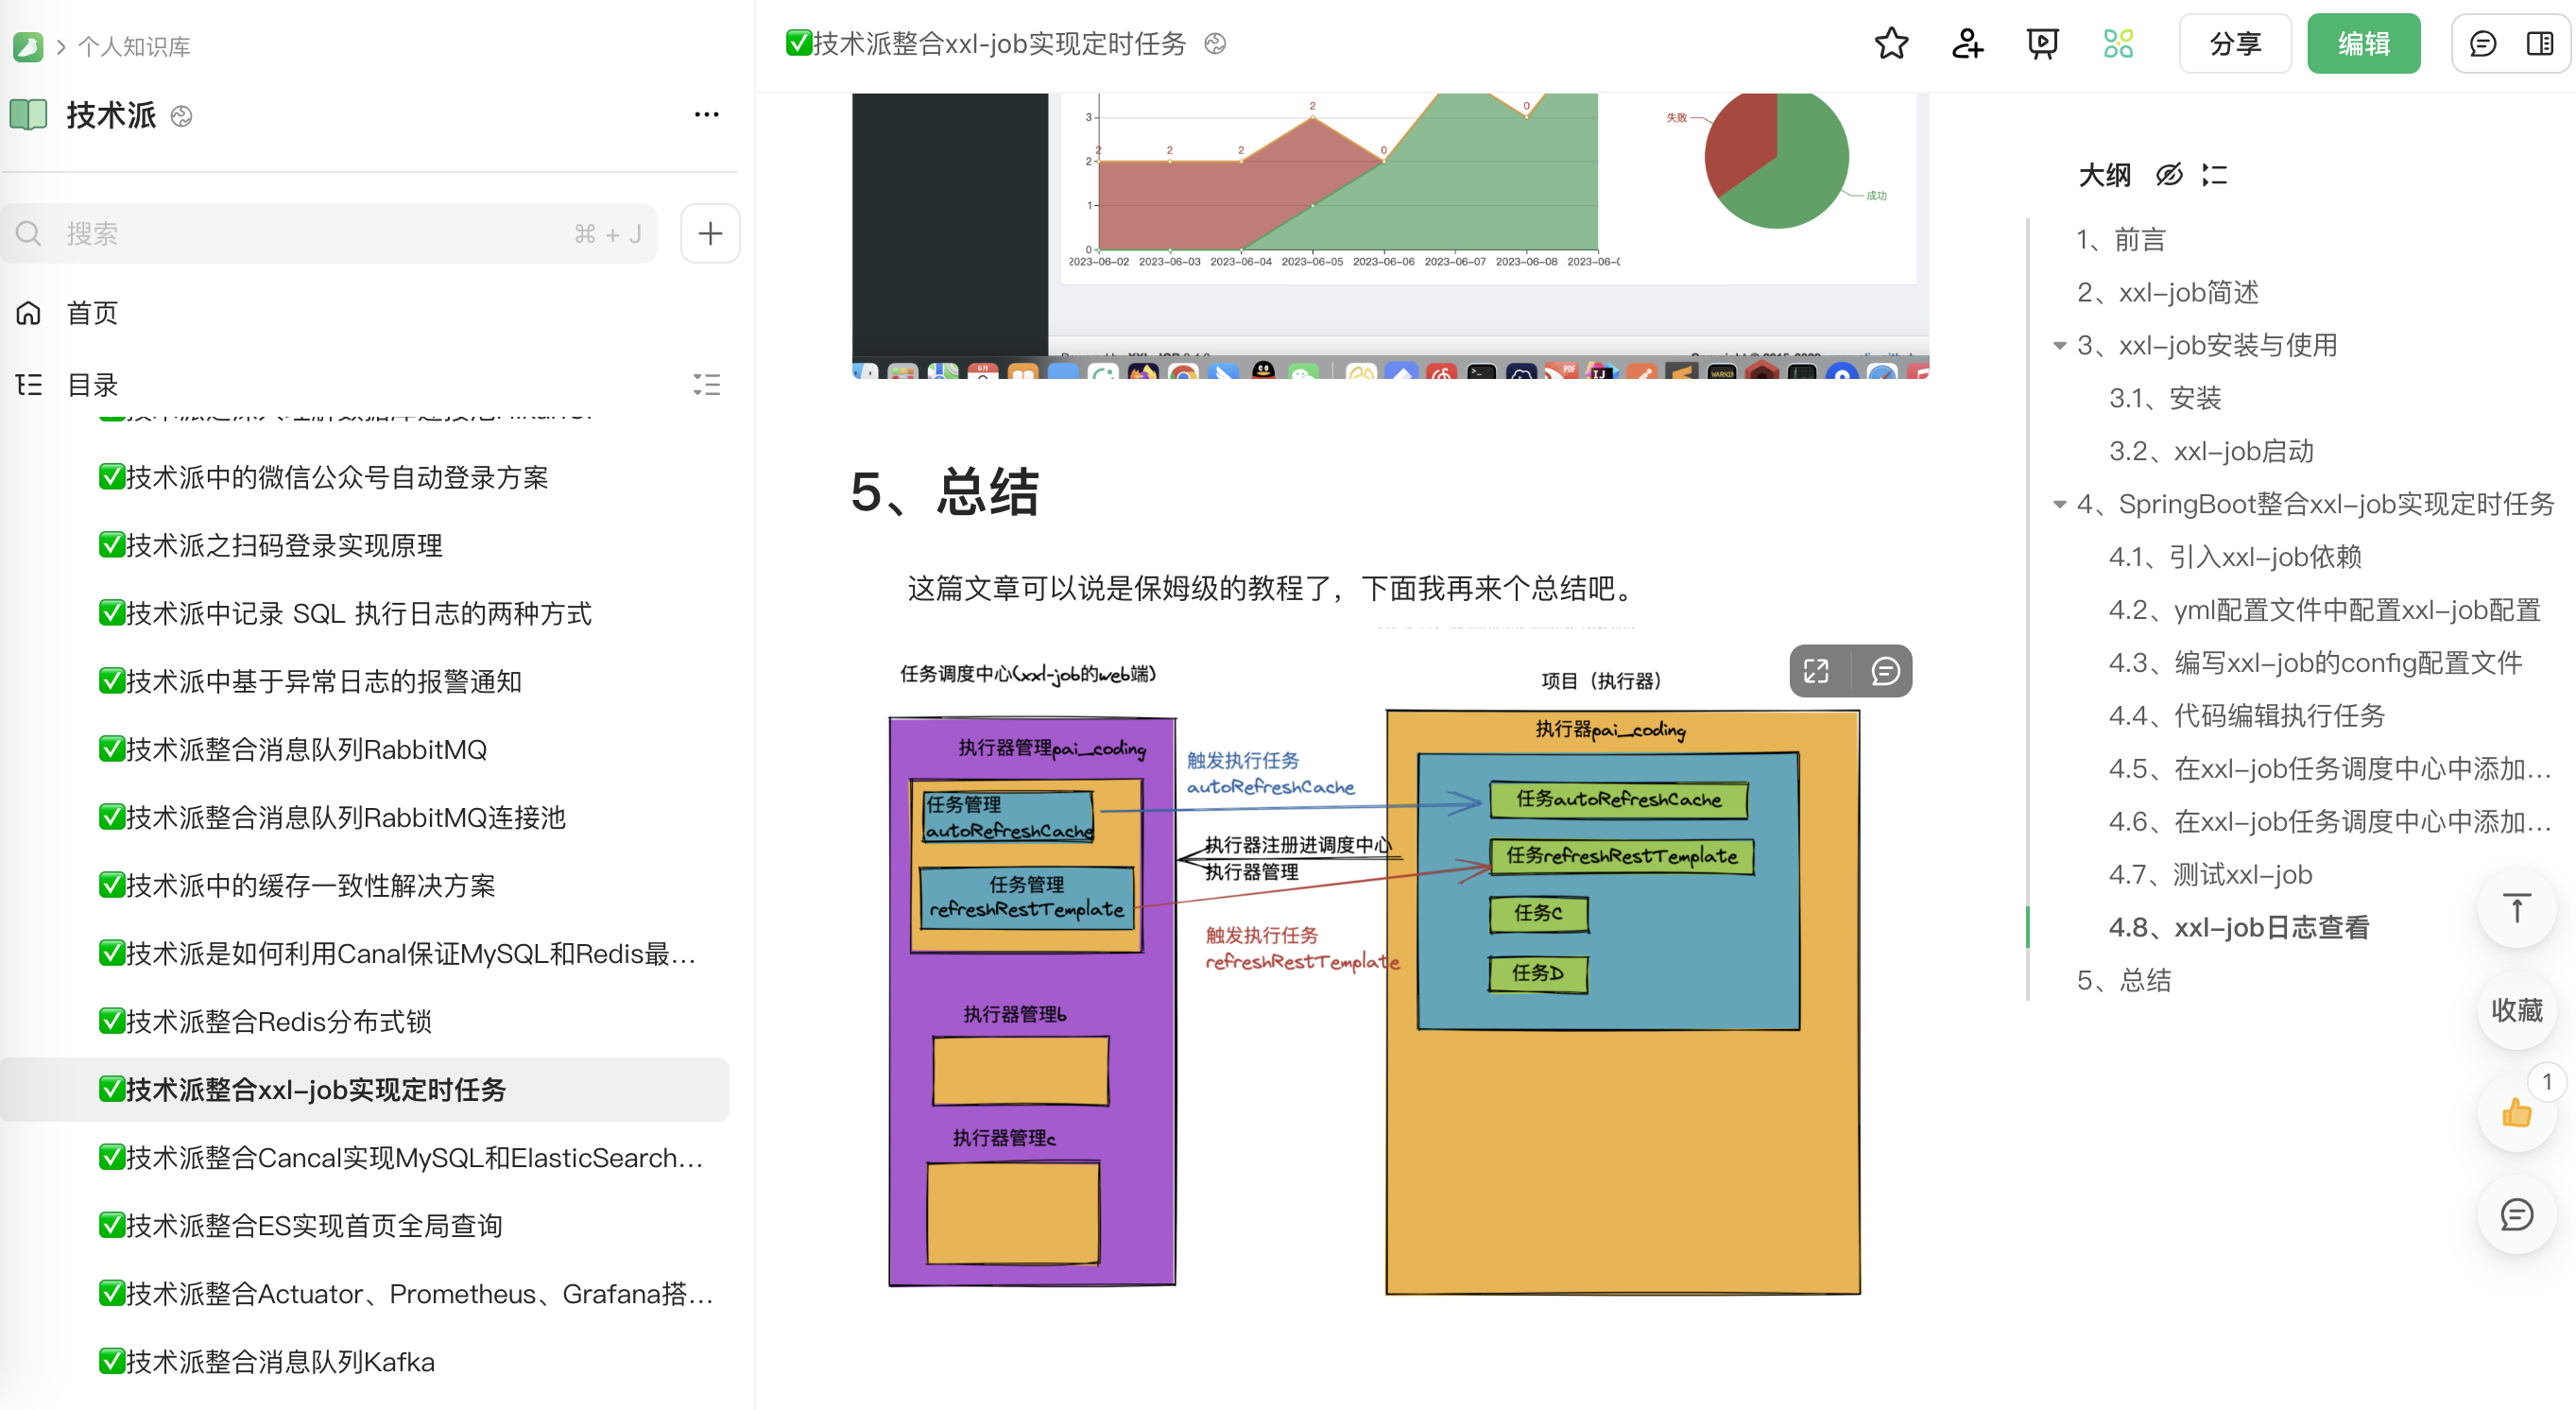 个人知识库
技术派
搜索
⌘ + J
首页
目录
✅技术派中的微信公众号自动登录方案
✅技术派之扫码登录实现原理
✅技术派中记录 SQL 执行日志的两种方式
✅技术派中基于异常日志的报警通知
✅技术派整合消息队列RabbitMQ
✅技术派整合消息队列RabbitMQ连接池
✅技术派中的缓存一致性解决方案
✅技术派是如何利用Canal保证MySQL和Redis最…
✅技术派整合Redis分布式锁
✅技术派整合xxl-job实现定时任务
✅技术派整合Cancal实现MySQL和ElasticSearch…
✅技术派整合ES实现首页全局查询
✅技术派整合Actuator、Prometheus、Grafana搭…
✅技术派整合消息队列Kafka
✅技术派整合xxl-job实现定时任务
分享
编辑
3
2
1
0
2
2
2
2
0
0
2023-06-02 2023-06-03 2023-06-04 2023-06-05 2023-06-06 2023-06-07 2023-06-08 2023-06-
失败
成功
5、总结
这篇文章可以说是保姆级的教程了，下面我再来个总结吧。
任务调度中心(xxl-job的web端)
执行器管理pai_coding
任务管理
autoRefreshCache
任务管理
refreshRestTemplate
执行器管理b
执行器管理c
触发执行任务
autoRefreshCache
执行器注册进调度中心
执行器管理
触发执行任务
refreshRestTemplate
项目（执行器）
执行器pai_coding
任务autoRefreshCache
任务refreshRestTemplate
任务C
任务D
大纲
1、前言
2、xxl-job简述
3、xxl-job安装与使用
3.1、安装
3.2、xxl-job启动
4、SpringBoot整合xxl-job实现定时任务
4.1、引入xxl-job依赖
4.2、yml配置文件中配置xxl-job配置
4.3、编写xxl-job的config配置文件
4.4、代码编辑执行任务
4.5、在xxl-job任务调度中心中添加…
4.6、在xxl-job任务调度中心中添加…
4.7、测试xxl-job
4.8、xxl-job日志查看
5、总结
收藏
1